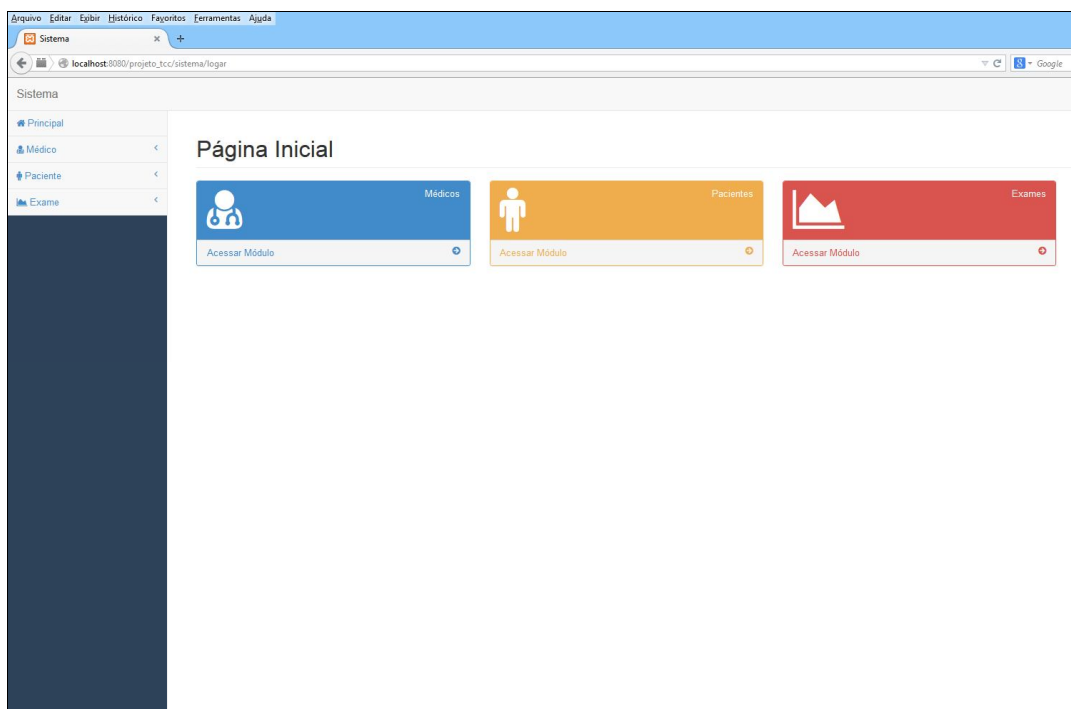 Arquivo Editar Exibir Histórico Favoritos Ferramentas Ajuda
Sistema
localhost:8080/projeto_tcc/sistema/logar
Google
Sistema
Principal
Médico
Paciente
Exame
Página Inicial
Médicos
Acessar Módulo
Pacientes
Acessar Módulo
Exames
Acessar Módulo